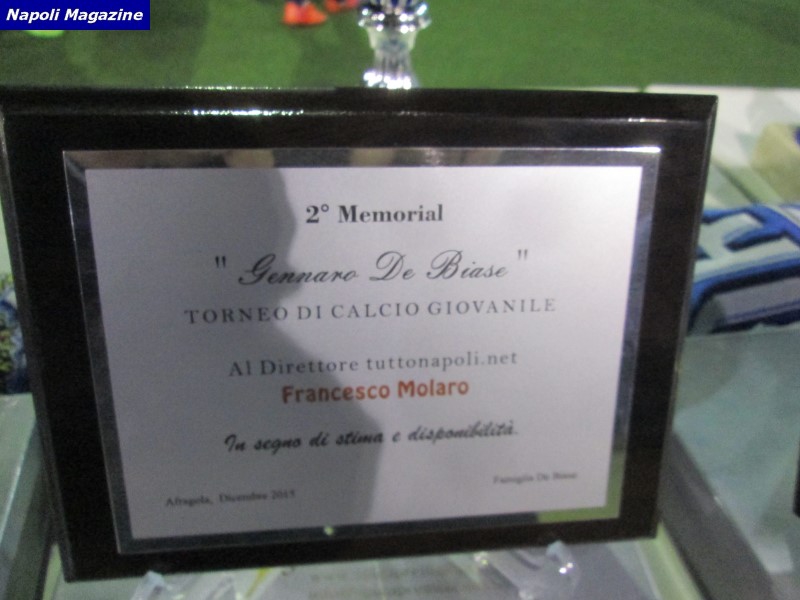 Napoli Magazine
2° Memorial
" Gennaro De Biase "
TORNEO DI CALCIO GIOVANILE
Al Direttore tuttonapoli.net
Francesco Molaro
In segno di stima e disponibilità.
Famiglia De Biase
Afragola, Dicembre 2015